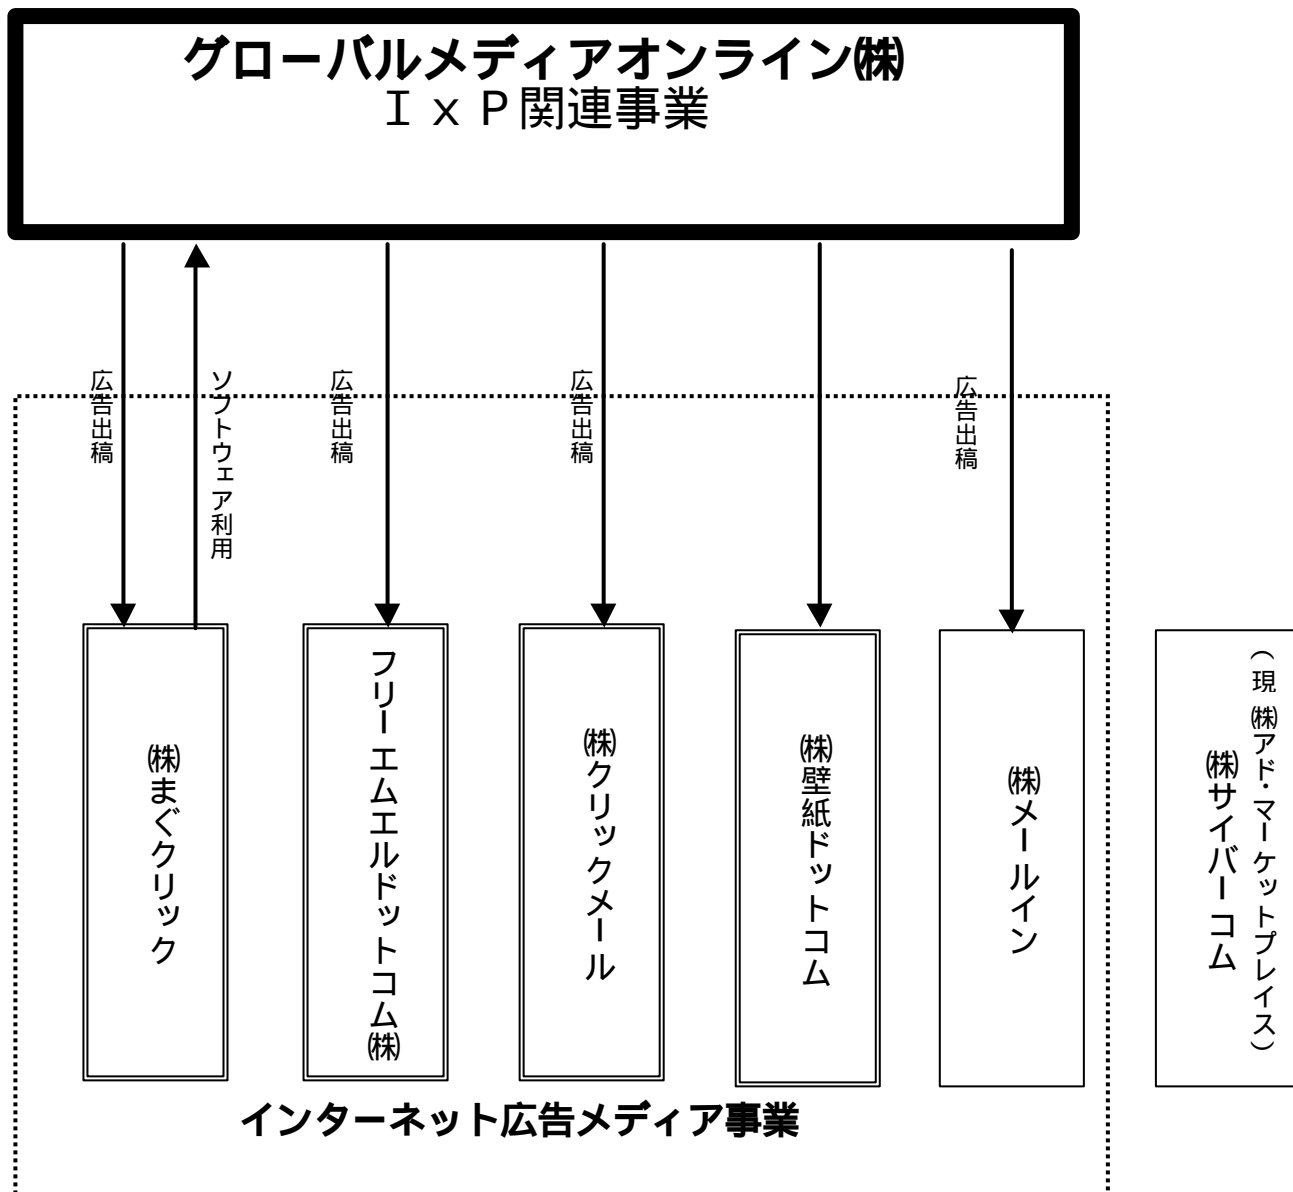 グローバルメディアオンライン㈱
ＩｘＰ関連事業
広告出稿
ソフトウェア利用
広告出稿
広告出稿
広告出稿
㈱まぐクリック
フリーエムエルドットコム㈱
㈱クリックメール
㈱壁紙ドットコム
㈱メールイン
（現 ㈱アド・マーケットプレイス）
㈱サイバーコム
インターネット広告メディア事業